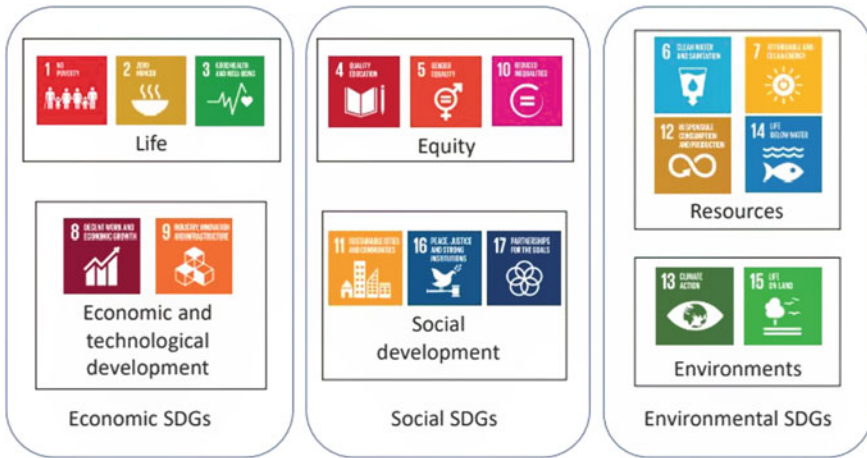 1 NO
POVERTY
2 ZERO
HUNGER
3 GOOD HEALTH
AND WELL-BEING
Life
8 DECENT WORK AND
ECONOMIC GROWTH
9 INDUSTRY, INNOVATION
AND INFRASTRUCTURE
Economic and
technological
development
Economic SDGs
4 QUALITY
EDUCATION
5 GENDER
EQUALITY
10 REDUCED
INEQUALITIES
Equity
11 SUSTAINABLE CITIES
AND COMMUNITIES
16 PEACE, JUSTICE
AND STRONG
INSTITUTIONS
17 PARTNERSHIPS
FOR THE GOALS
Social
development
Social SDGs
6 CLEAN WATER
AND SANITATION
7 AFFORDABLE AND
CLEAN ENERGY
12 RESPONSIBLE
CONSUMPTION
AND PRODUCTION
14 LIFE
BELOW WATER
Resources
13 CLIMATE
ACTION
15 LIFE
ON LAND
Environments
Environmental SDGs